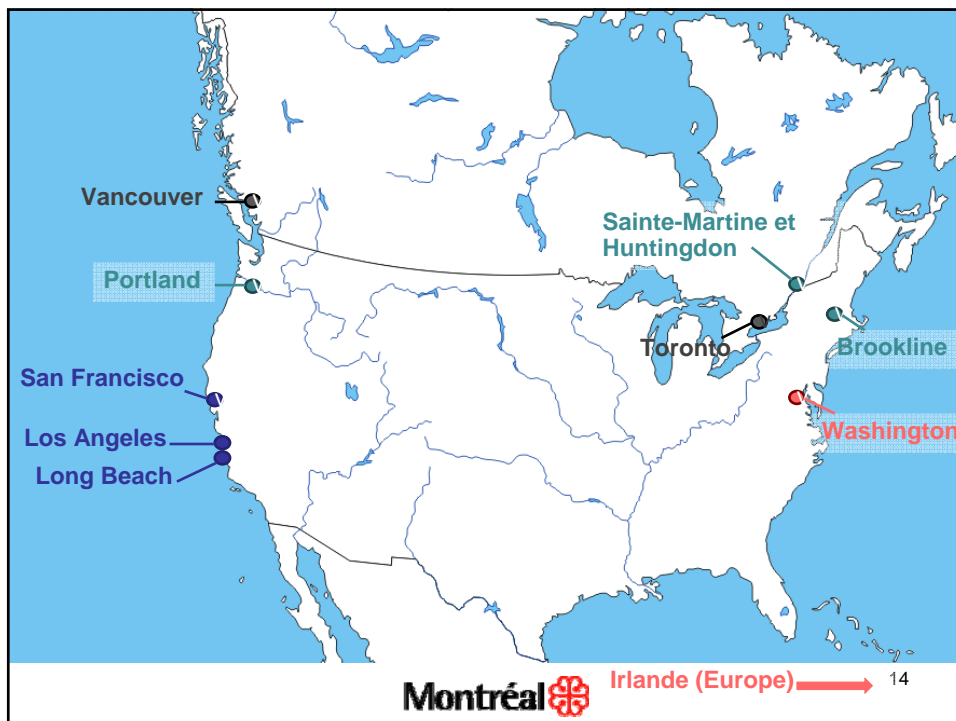 Vancouver
Sainte-Martine et
Huntingdon
Portland
Toronto
Brookline
San Francisco
Washington
Los Angeles
Long Beach
Irlande (Europe)
14
Montréal